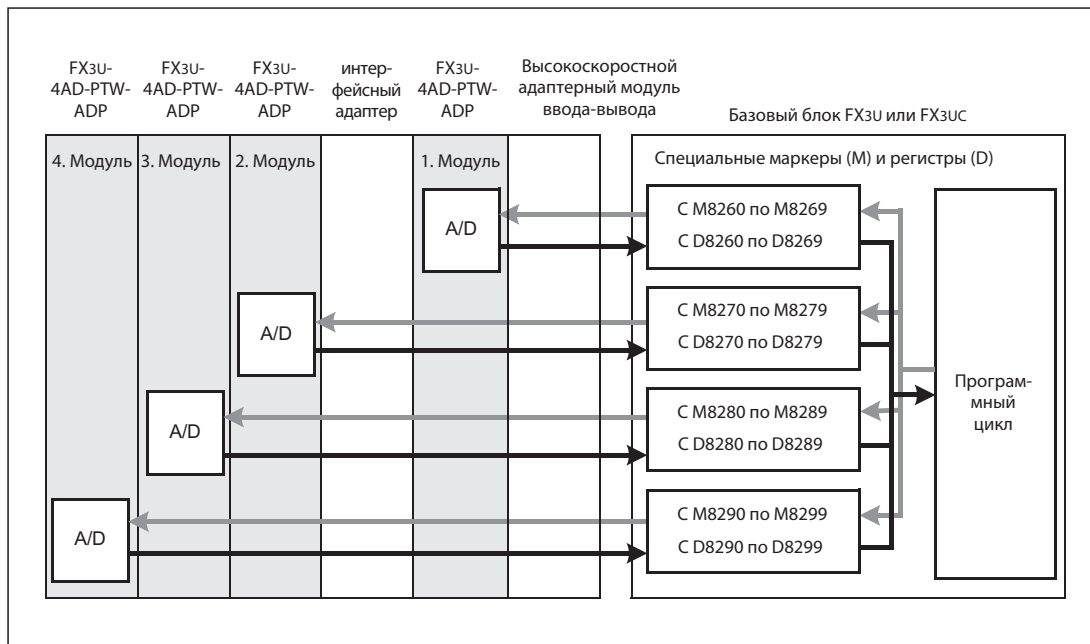 FX3U-
4AD-PTW-
ADP
FX3U-
4AD-PTW-
ADP
FX3U-
4AD-PTW-
ADP
интер-
фейсный
адаптер
FX3U-
4AD-PTW-
ADP
Высокоскоростной
адаптерный модуль
ввода-вывода
Базовый блок FX3U или FX3UC
4. Модуль
3. Модуль
2. Модуль
1. Модуль
Специальные маркеры (M) и регистры (D)
A/D
С M8260 по M8269
С D8260 по D8269
A/D
С M8270 по M8279
С D8270 по D8279
A/D
С M8280 по M8289
С D8280 по D8289
A/D
С M8290 по M8299
С D8290 по D8299
Програм-
мный
цикл